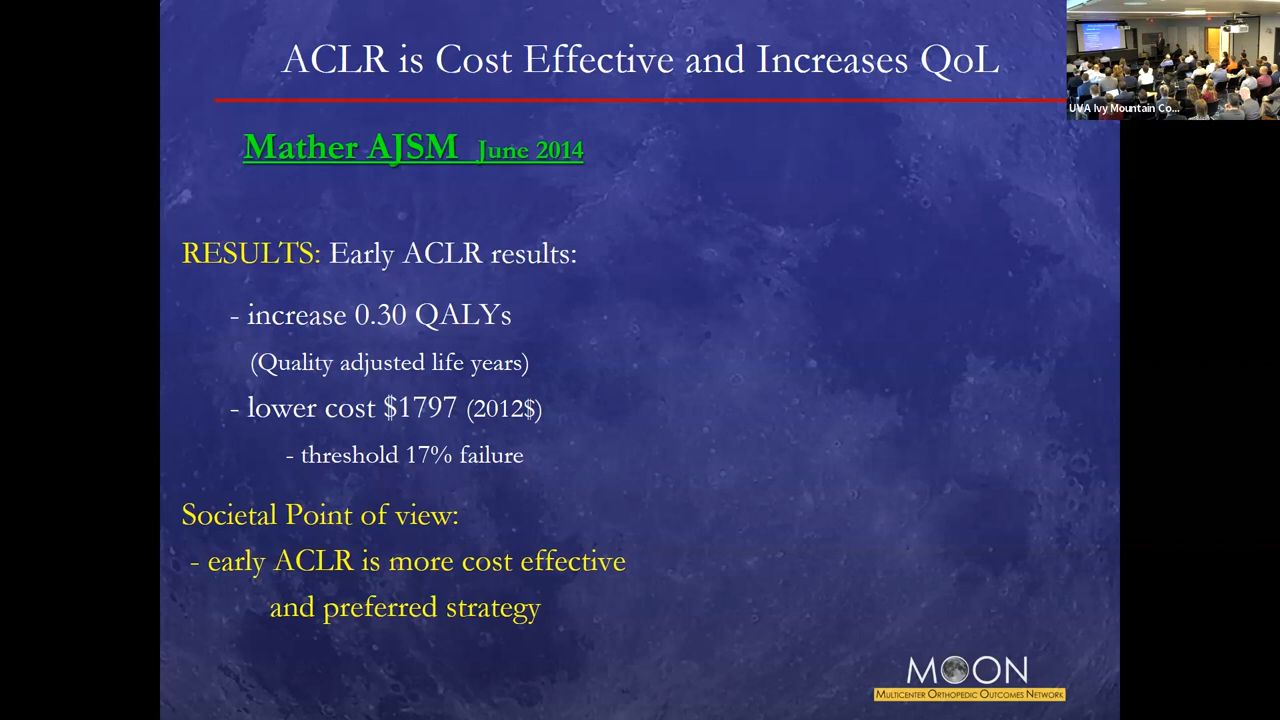 ACLR is Cost Effective and Increases QoL
UVA Ivy Mountain Co...
Mather AJSM June 2014
RESULTS: Early ACLR results:
- increase 0.30 QALYs
(Quality adjusted life years)
- lower cost $1797 (2012$)
- threshold 17% failure
Societal Point of view:
- early ACLR is more cost effective
and preferred strategy
MOON
MULTICENTER ORTHOPEDIC OUTCOMES NETWORK